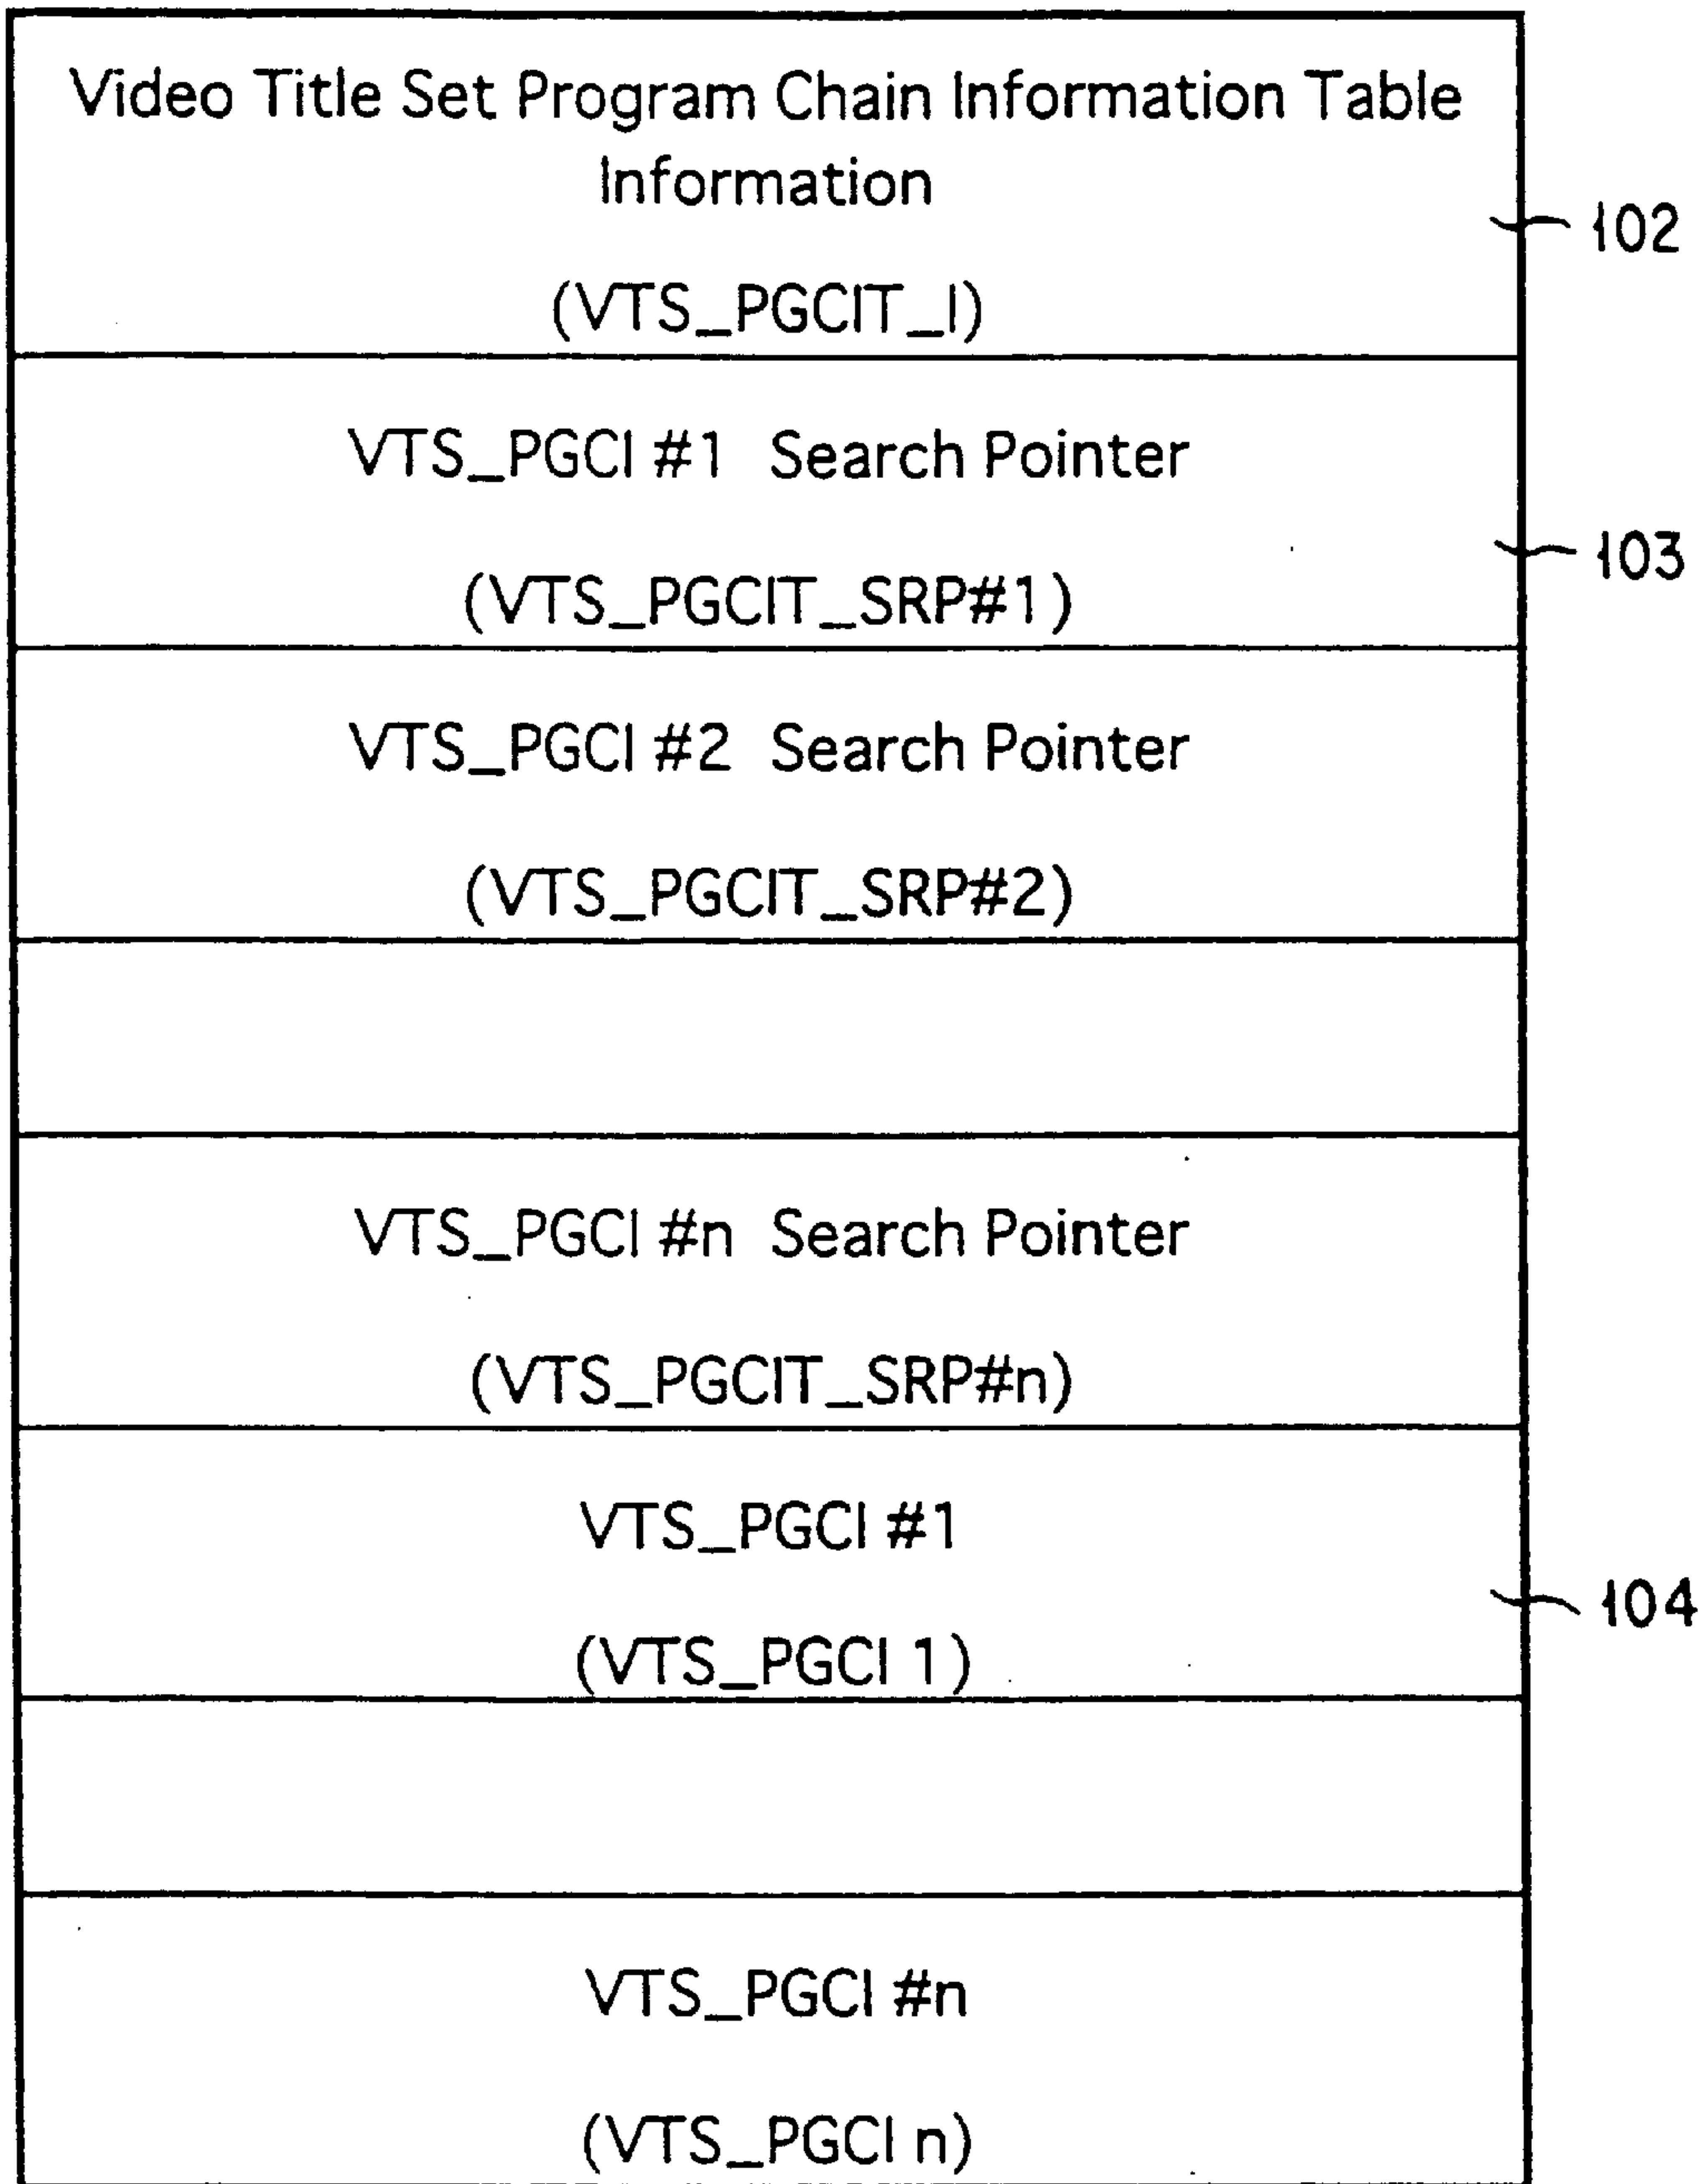 Video Title Set Program Chain Information Table
Information
(VTS_PGCIT_I)
102
VTS_PGCI #1 Search Pointer
(VTS_PGCIT_SRP#1)
103
VTS_PGCI #2 Search Pointer
(VTS_PGCIT_SRP#2)
VTS_PGCI #n Search Pointer
(VTS_PGCIT_SRP#n)
VTS_PGCI #1
(VTS_PGCI 1)
104
VTS_PGCI #n
(VTS_PGCI n)